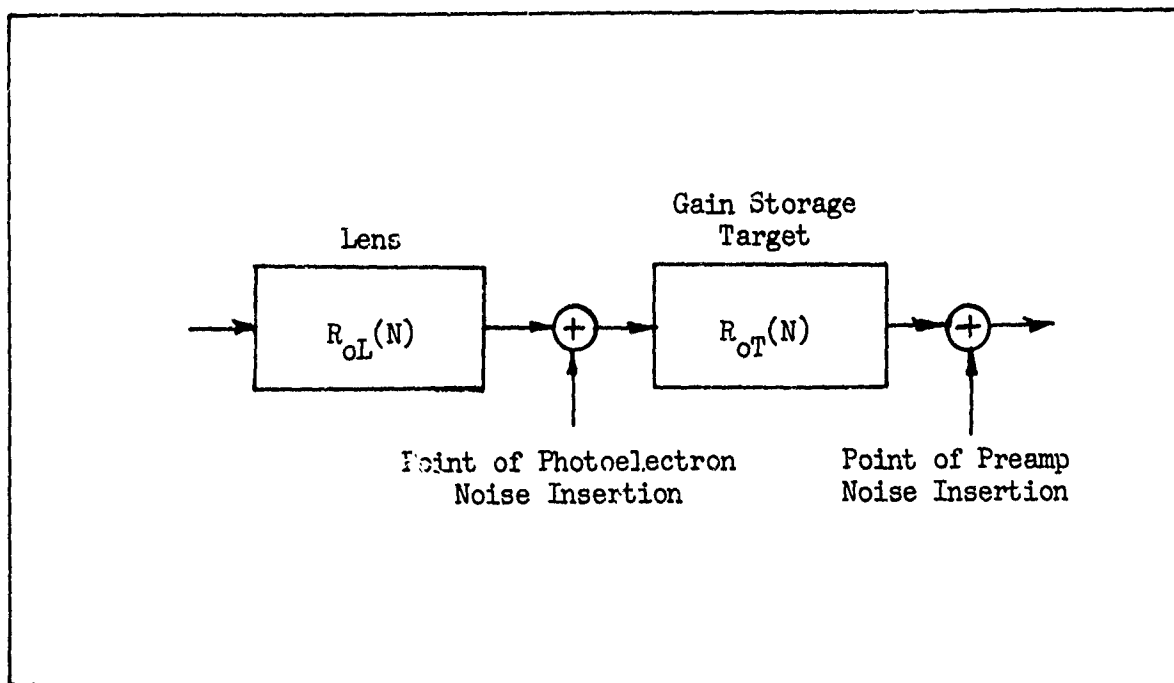 Lens
R_oL(N)
Gain Storage
Target
R_oT(N)
+
+
Point of Photoelectron
Noise Insertion
Point of Preamp
Noise Insertion